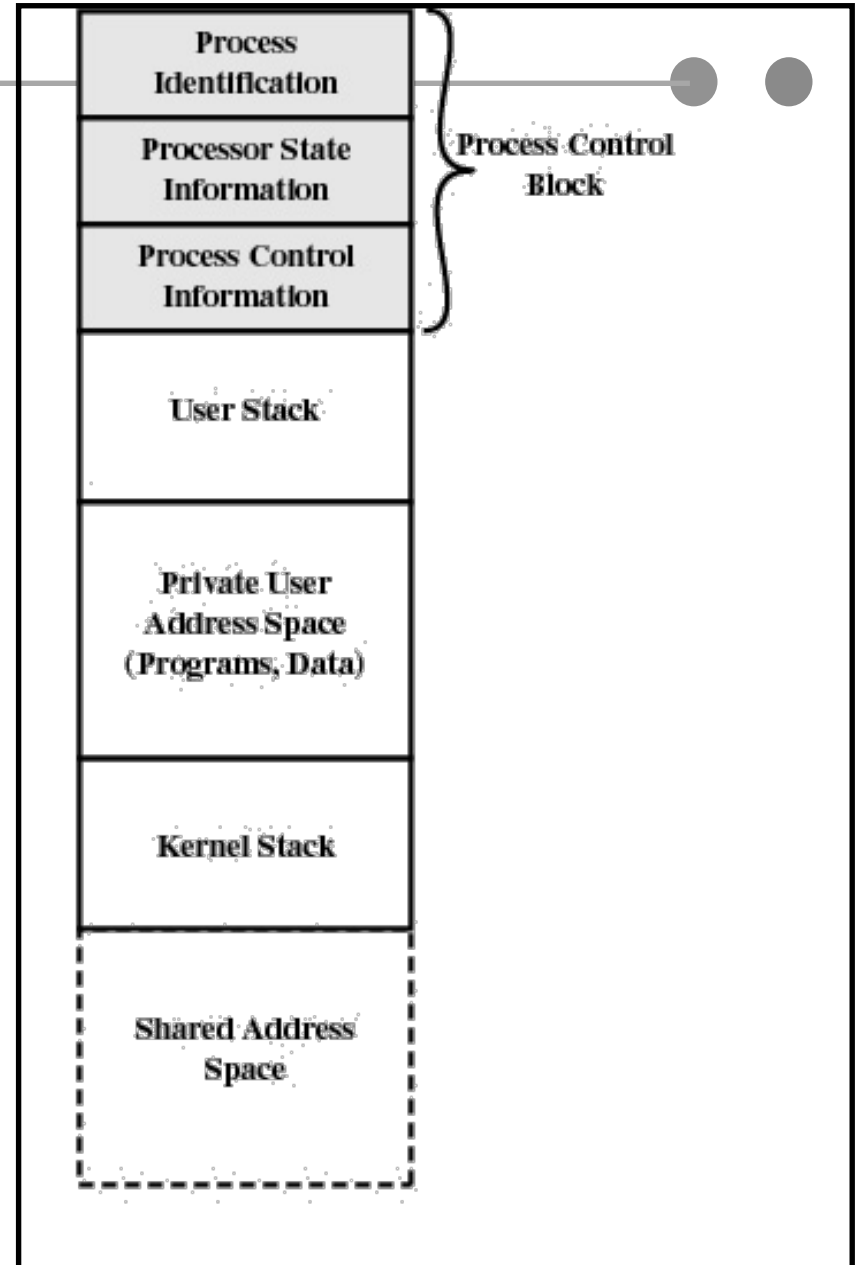 Process
Identification
Processor State
Information
Process Control
Information
Process Control
Block
User Stack
Private User
Address Space
(Programs, Data)
Kernel Stack
Shared Address
Space